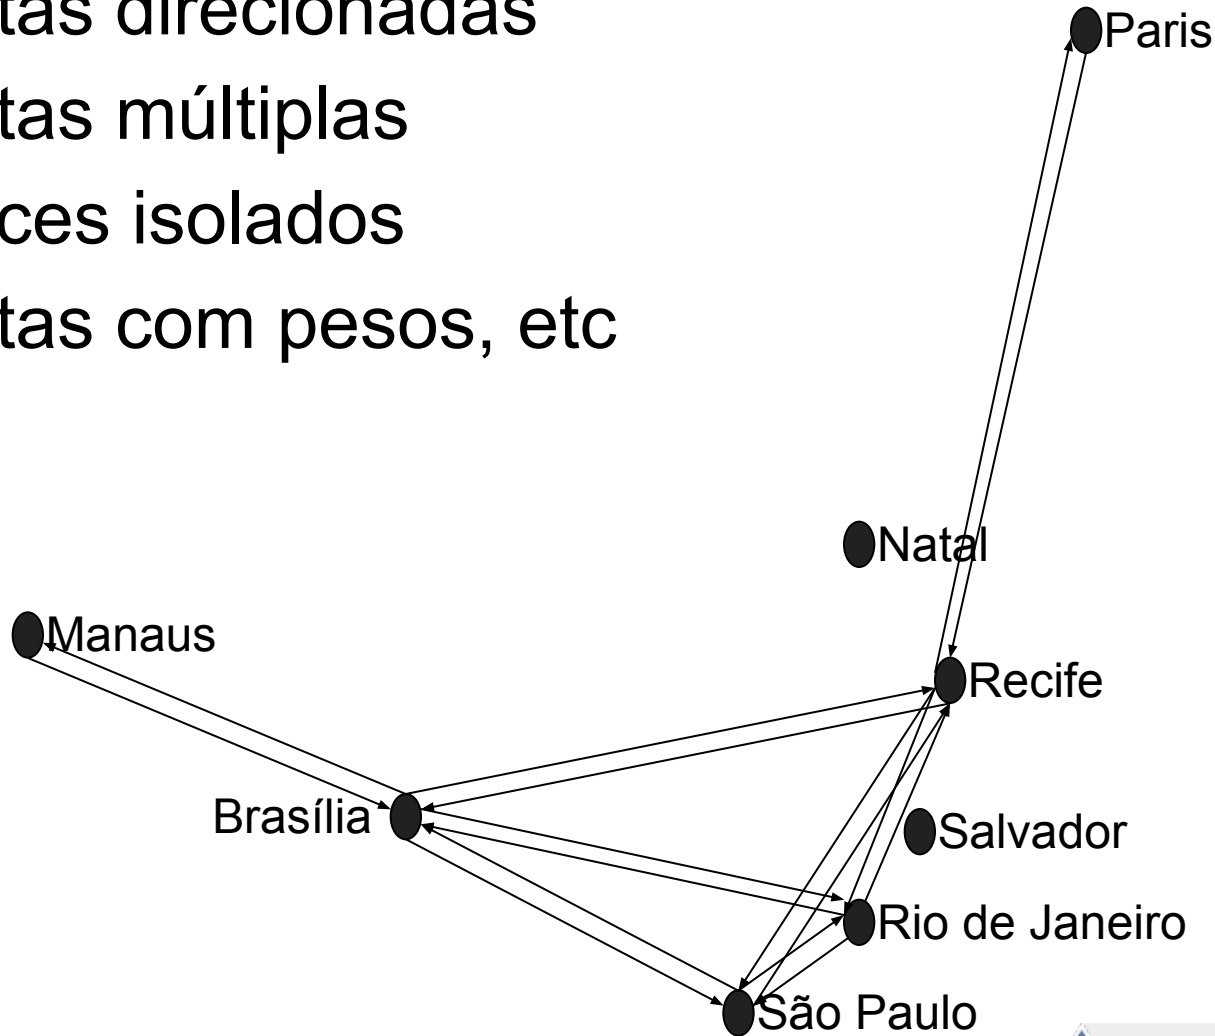 tas direcionadas
tas múltiplas
ces isolados
tas com pesos, etc
Paris
Natal
Manaus
Recife
Brasília
Salvador
Rio de Janeiro
São Paulo